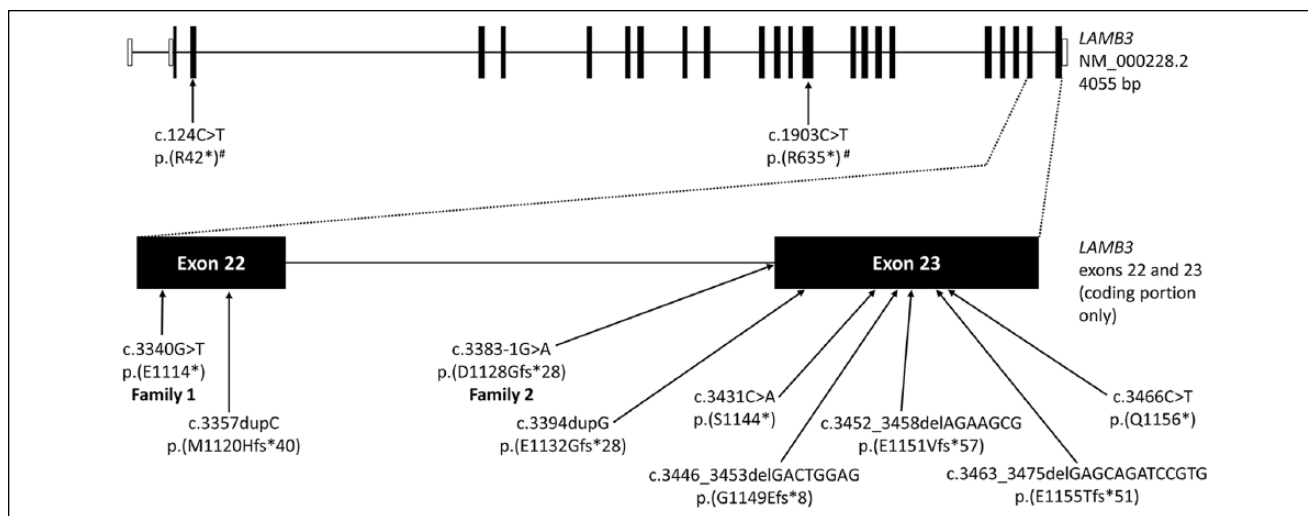 LAMB3
NM_000228.2
4055 bp
c.124C>T
p.(R42*)#
c.1903C>T
p.(R635*)#
Exon 22
Exon 23
LAMB3
exons 22 and 23
(coding portion
only)
c.3340G>T
p.(E1114*)
Family 1
c.3357dupC
p.(M1120Hfs*40)
c.3383-1G>A
p.(D1128Gfs*28)
Family 2
c.3394dupG
p.(E1132Gfs*28)
c.3431C>A
p.(S1144*)
c.3446_3453delGACTGGAG
p.(G1149Efs*8)
c.3452_3458delAGAAGCG
p.(E1151Vfs*57)
c.3463_3475delGAGCAGATCCGTG
p.(E1155Tfs*51)
c.3466C>T
p.(Q1156*)